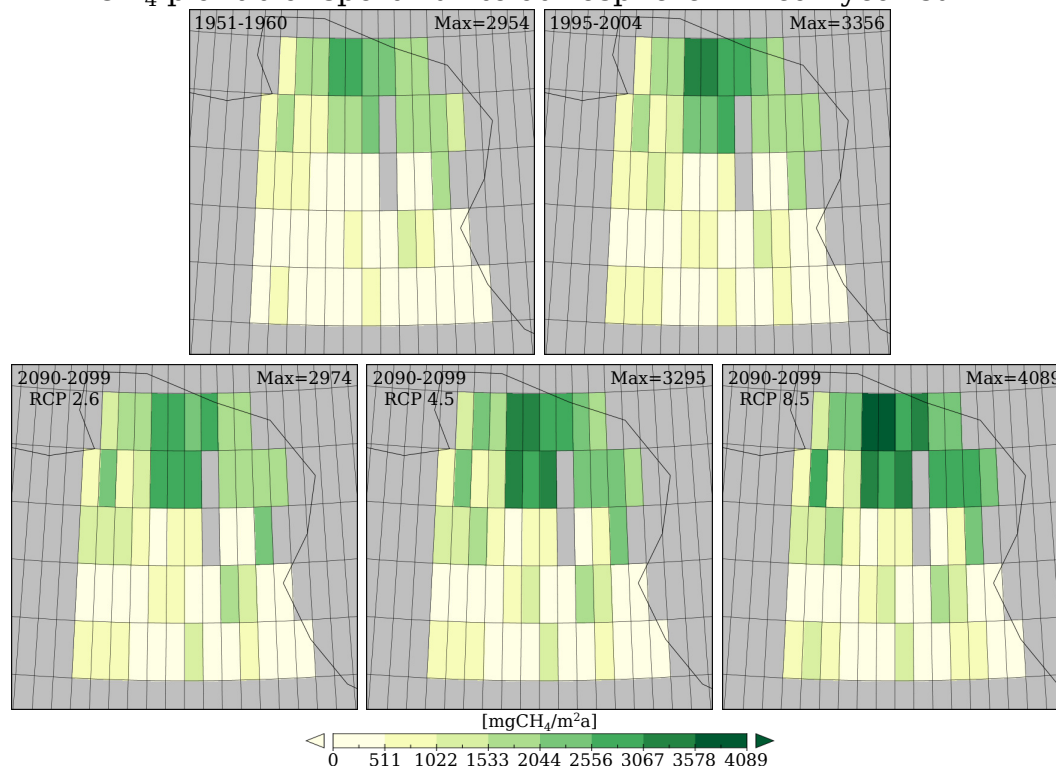 1951-1960 Max=2954
1995-2004 Max=3356
2090-2099 Max=2974
RCP 2.6
2090-2099 Max=3295
RCP 4.5
2090-2099 Max=4089
RCP 8.5
[mgCH₄/m²a]
0 511 1022 1533 2044 2556 3067 3578 4089